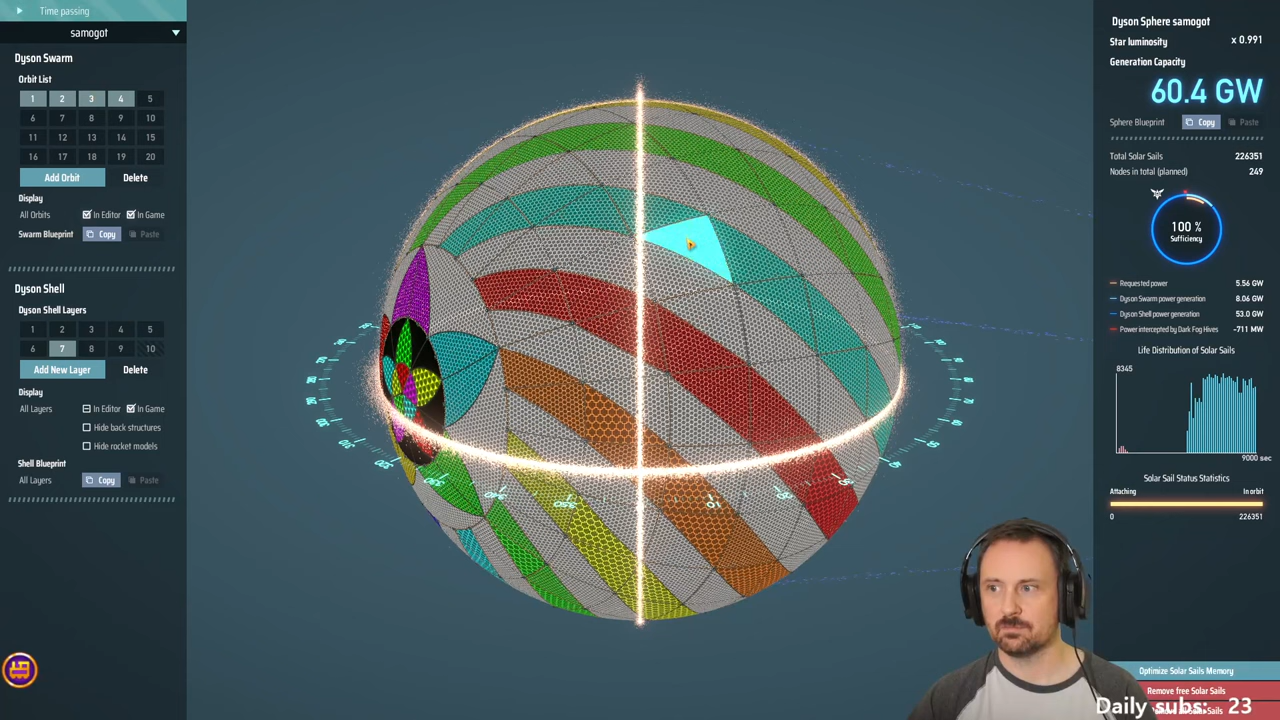 Time passing
samogot
Dyson Swarm
Orbit List
1 2 3 4 5
6 7 8 9 10
11 12 13 14 15
16 17 18 19 20
Add Orbit Delete
Display
All Orbits In Editor In Game
Swarm Blueprint Copy Paste
Dyson Shell
Dyson Shell Layers
1 2 3 4 5
6 7 8 9 10
Add New Layer Delete
Display
All Layers In Editor In Game
Hide back structures
Hide rocket models
Shell Blueprint
All Layers Copy Paste
Dyson Sphere samogot
Star luminosity x 0.991
Generation Capacity
60.4 GW
Sphere Blueprint Copy Paste
Total Solar Sails 226351
Nodes in total (planned) 249
100 %
Sufficiency
Requested power 5.56 GW
Dyson Swarm power generation 8.06 GW
Dyson Shell power generation 53.0 GW
Power intercepted by Dark Fog Hives -711 MW
Life Distribution of Solar Sails
8345
9000 sec
Solar Sail Status Statistics
Attaching In orbit
0 226351
Optimize Solar Sails Memory
Remove free Solar Sails
Solar Sails
Daily subs: 23